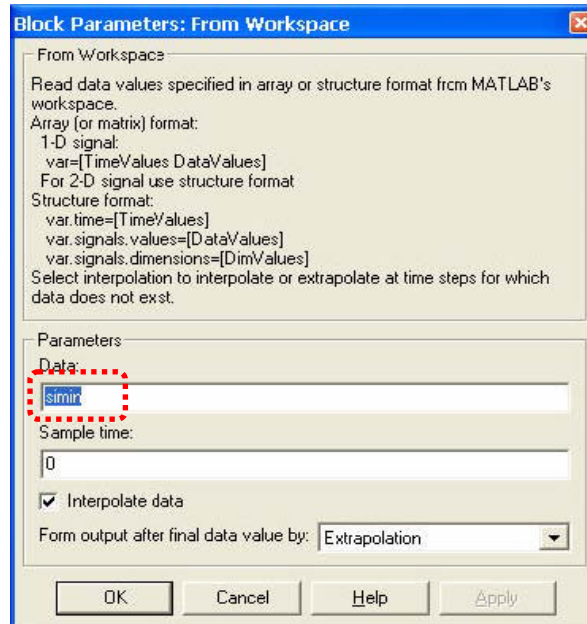 Block Parameters: From Workspace
From Workspace
Read data values specified in array or structure format from MATLAB's
workspace.
Array (or matrix) format:
1-D signal:
var=[TimeValues DataValues]
For 2-D signal use structure format
Structure format:
var.time=[TimeValues]
var.signals.values=[DataValues]
var.signals.dimensions=[DimValues]
Select interpolation to interpolate or extrapolate at time steps for which
data does not exst.
Parameters
Data:
simin
Sample time:
0
Interpolate data
Form output after final data value by: Extrapolation
OK Cancel Help Apply